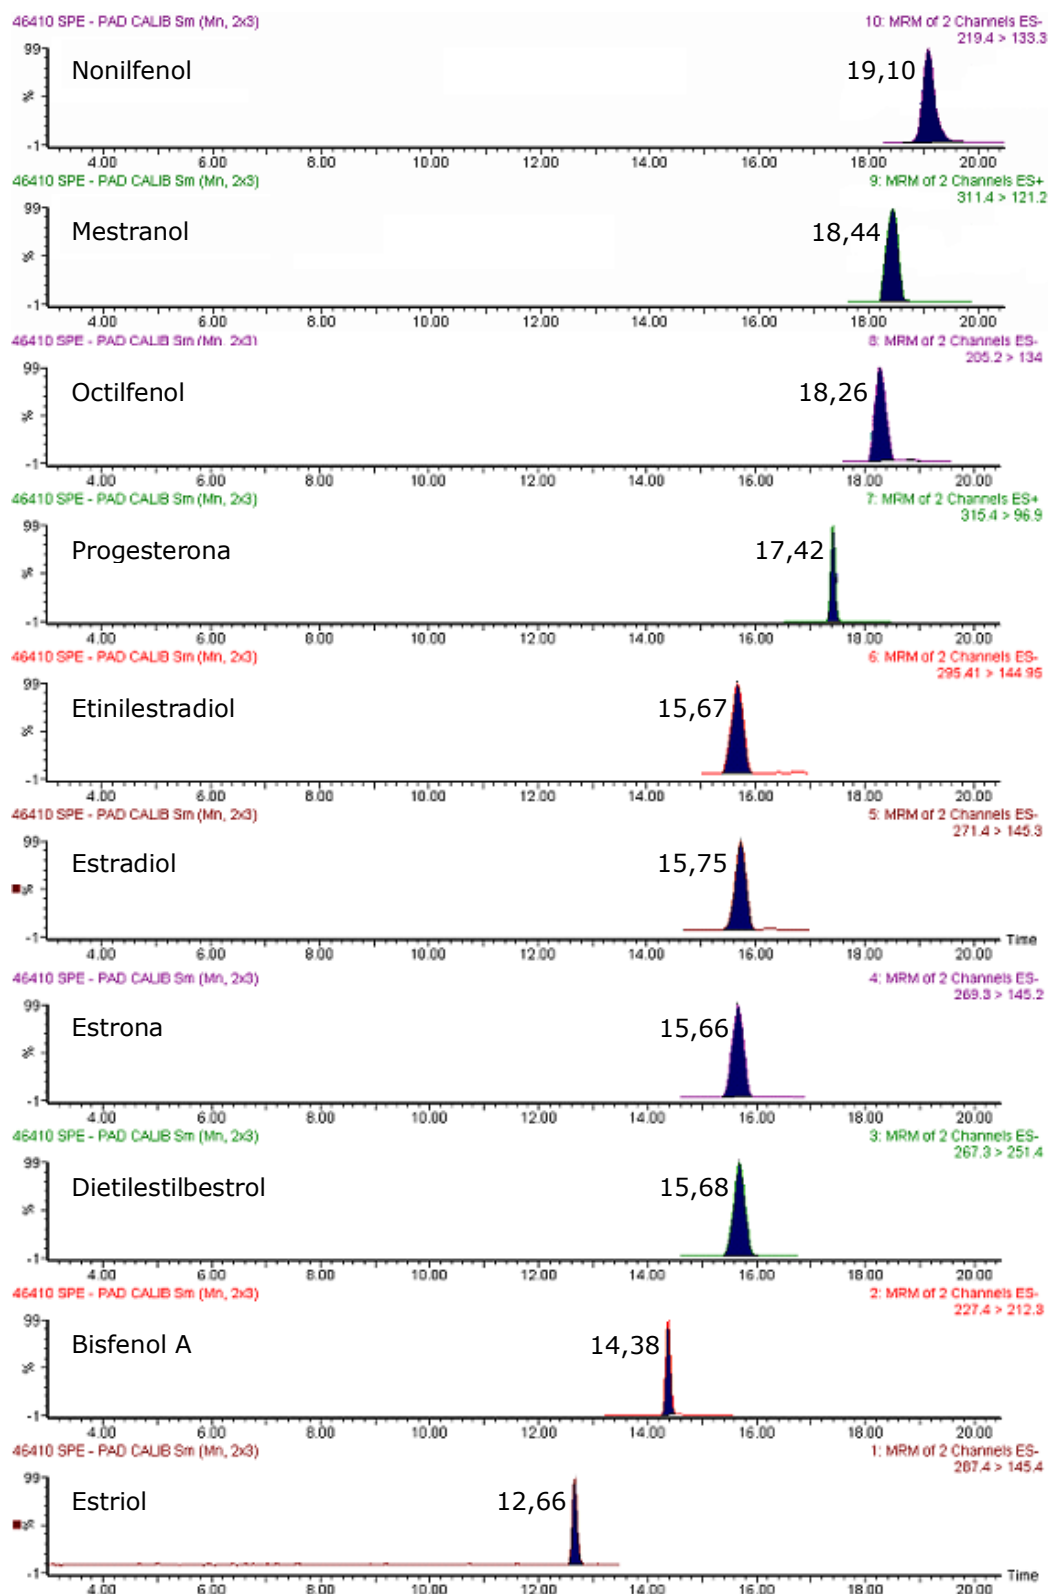 46410 SPE - PAD CALIB Sm (Mn, 2x3)
10: MRM of 2 Channels ES-
219.4 > 133.3
99
Nonilfenol
19,10
%
-1
4.00 6.00 8.00 10.00 12.00 14.00 16.00 18.00 20.00
46410 SPE - PAD CALIB Sm (Mn, 2x3)
9: MRM of 2 Channels ES+
311.4 > 121.2
99
Mestranol
18,44
%
-1
4.00 6.00 8.00 10.00 12.00 14.00 16.00 18.00 20.00
46410 SPE - PAD CALIB Sm (Mn, 2x3)
8: MRM of 2 Channels ES-
205.2 > 134
99
Octilfenol
18,26
%
-1
4.00 6.00 8.00 10.00 12.00 14.00 16.00 18.00 20.00
46410 SPE - PAD CALIB Sm (Mn, 2x3)
7: MRM of 2 Channels ES+
315.4 > 96.9
99
Progesterona
17,42
%
-1
4.00 6.00 8.00 10.00 12.00 14.00 16.00 18.00 20.00
46410 SPE - PAD CALIB Sm (Mn, 2x3)
6: MRM of 2 Channels ES-
295.41 > 144.95
99
Etinilestradiol
15,67
%
-1
4.00 6.00 8.00 10.00 12.00 14.00 16.00 18.00 20.00
46410 SPE - PAD CALIB Sm (Mn, 2x3)
5: MRM of 2 Channels ES-
271.4 > 145.3
99
Estradiol
15,75
%
-1
Time
4.00 6.00 8.00 10.00 12.00 14.00 16.00 18.00 20.00
46410 SPE - PAD CALIB Sm (Mn, 2x3)
4: MRM of 2 Channels ES-
269.3 > 145.2
99
Estrona
15,66
%
-1
4.00 6.00 8.00 10.00 12.00 14.00 16.00 18.00 20.00
46410 SPE - PAD CALIB Sm (Mn, 2x3)
3: MRM of 2 Channels ES-
267.3 > 251.4
99
Dietilestilbestrol
15,68
%
-1
4.00 6.00 8.00 10.00 12.00 14.00 16.00 18.00 20.00
46410 SPE - PAD CALIB Sm (Mn, 2x3)
2: MRM of 2 Channels ES-
227.4 > 212.3
99
Bisfenol A
14,38
%
-1
4.00 6.00 8.00 10.00 12.00 14.00 16.00 18.00 20.00
46410 SPE - PAD CALIB Sm (Mn, 2x3)
1: MRM of 2 Channels ES-
287.4 > 145.4
99
Estriol
12,66
%
-1
Time
4.00 6.00 8.00 10.00 12.00 14.00 16.00 18.00 20.00